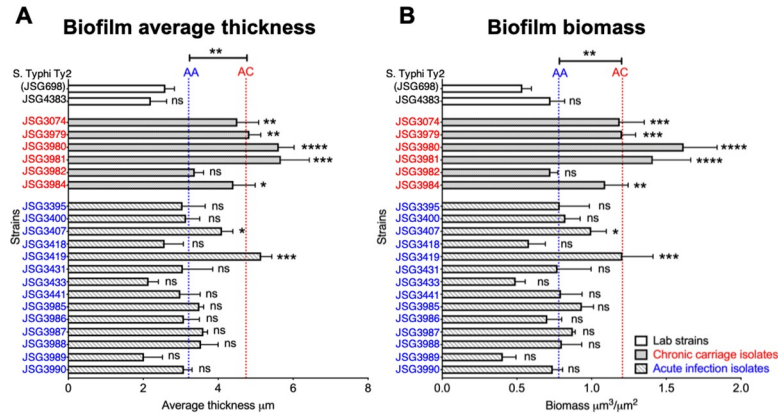 A
Biofilm average thickness
**
S. Typhi Ty2
AA
AC
(JSG698)
JSG4383
ns
JSG3074
**
JSG3979
**
JSG3980
****
JSG3981
***
JSG3982
ns
JSG3984
*
Strains
JSG3395
ns
JSG3400
ns
JSG3407
*
JSG3418
ns
JSG3419
***
JSG3431
ns
JSG3433
ns
JSG3441
ns
JSG3985
ns
JSG3986
ns
JSG3987
ns
JSG3988
ns
JSG3989
ns
JSG3990
ns
0 2 4 6 8
Average thickness μm
B
Biofilm biomass
**
S. Typhi Ty2
AA
AC
(JSG698)
JSG4383
ns
JSG3074
***
JSG3979
***
JSG3980
****
JSG3981
****
JSG3982
ns
JSG3984
**
Strains
JSG3395
ns
JSG3400
ns
JSG3407
*
JSG3418
ns
JSG3419
***
JSG3431
ns
JSG3433
ns
JSG3441
ns
JSG3985
ns
JSG3986
ns
JSG3987
ns
JSG3988
ns
JSG3989
ns
JSG3990
ns
0.0 0.5 1.0 1.5 2.0
Biomass μm³/μm²
Lab strains
Chronic carriage isolates
Acute infection isolates